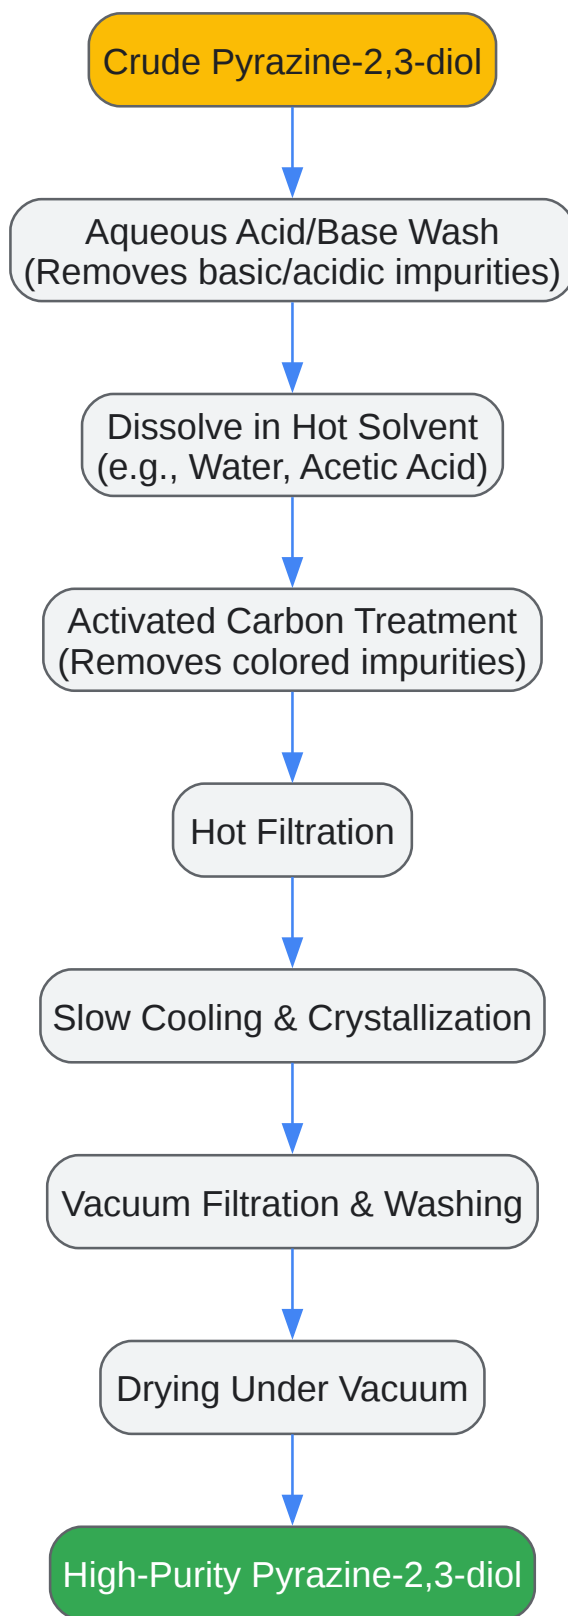 Crude Pyrazine-2,3-diol
Aqueous Acid/Base Wash
(Removes basic/acidic impurities)
Dissolve in Hot Solvent
(e.g., Water, Acetic Acid)
Activated Carbon Treatment
(Removes colored impurities)
Hot Filtration
Slow Cooling & Crystallization
Vacuum Filtration & Washing
Drying Under Vacuum
High-Purity Pyrazine-2,3-diol